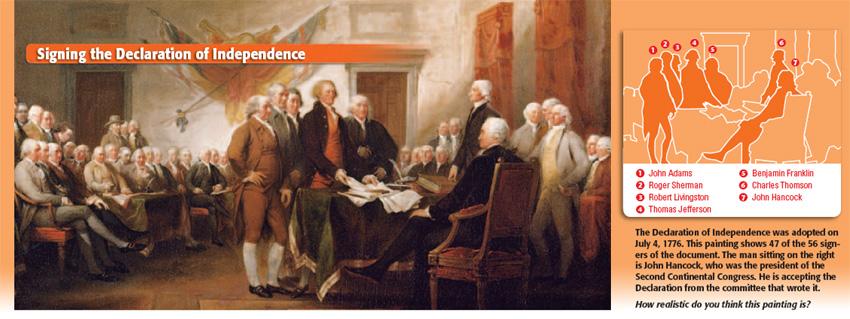 Signing the Declaration of Independence
1 2 3 4 5 6 7
1 John Adams
2 Roger Sherman
3 Robert Livingston
4 Thomas Jefferson
5 Benjamin Franklin
6 Charles Thomson
7 John Hancock
The Declaration of Independence was adopted on
July 4, 1776. This painting shows 47 of the 56 sign-
ers of the document. The man sitting on the right
is John Hancock, who was the president of the
Second Continental Congress. He is accepting the
Declaration from the committee that wrote it.
How realistic do you think this painting is?